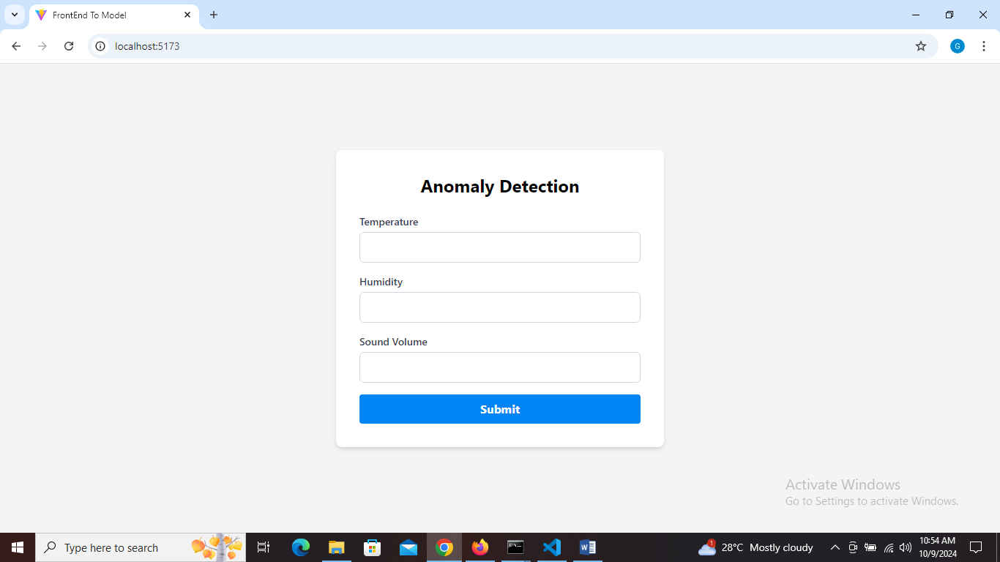 FrontEnd To Model
localhost:5173
G
Anomaly Detection
Temperature
Humidity
Sound Volume
Submit
Activate Windows
Go to Settings to activate Windows.
Type here to search
1
28°C Mostly cloudy
10:54 AM
10/9/2024